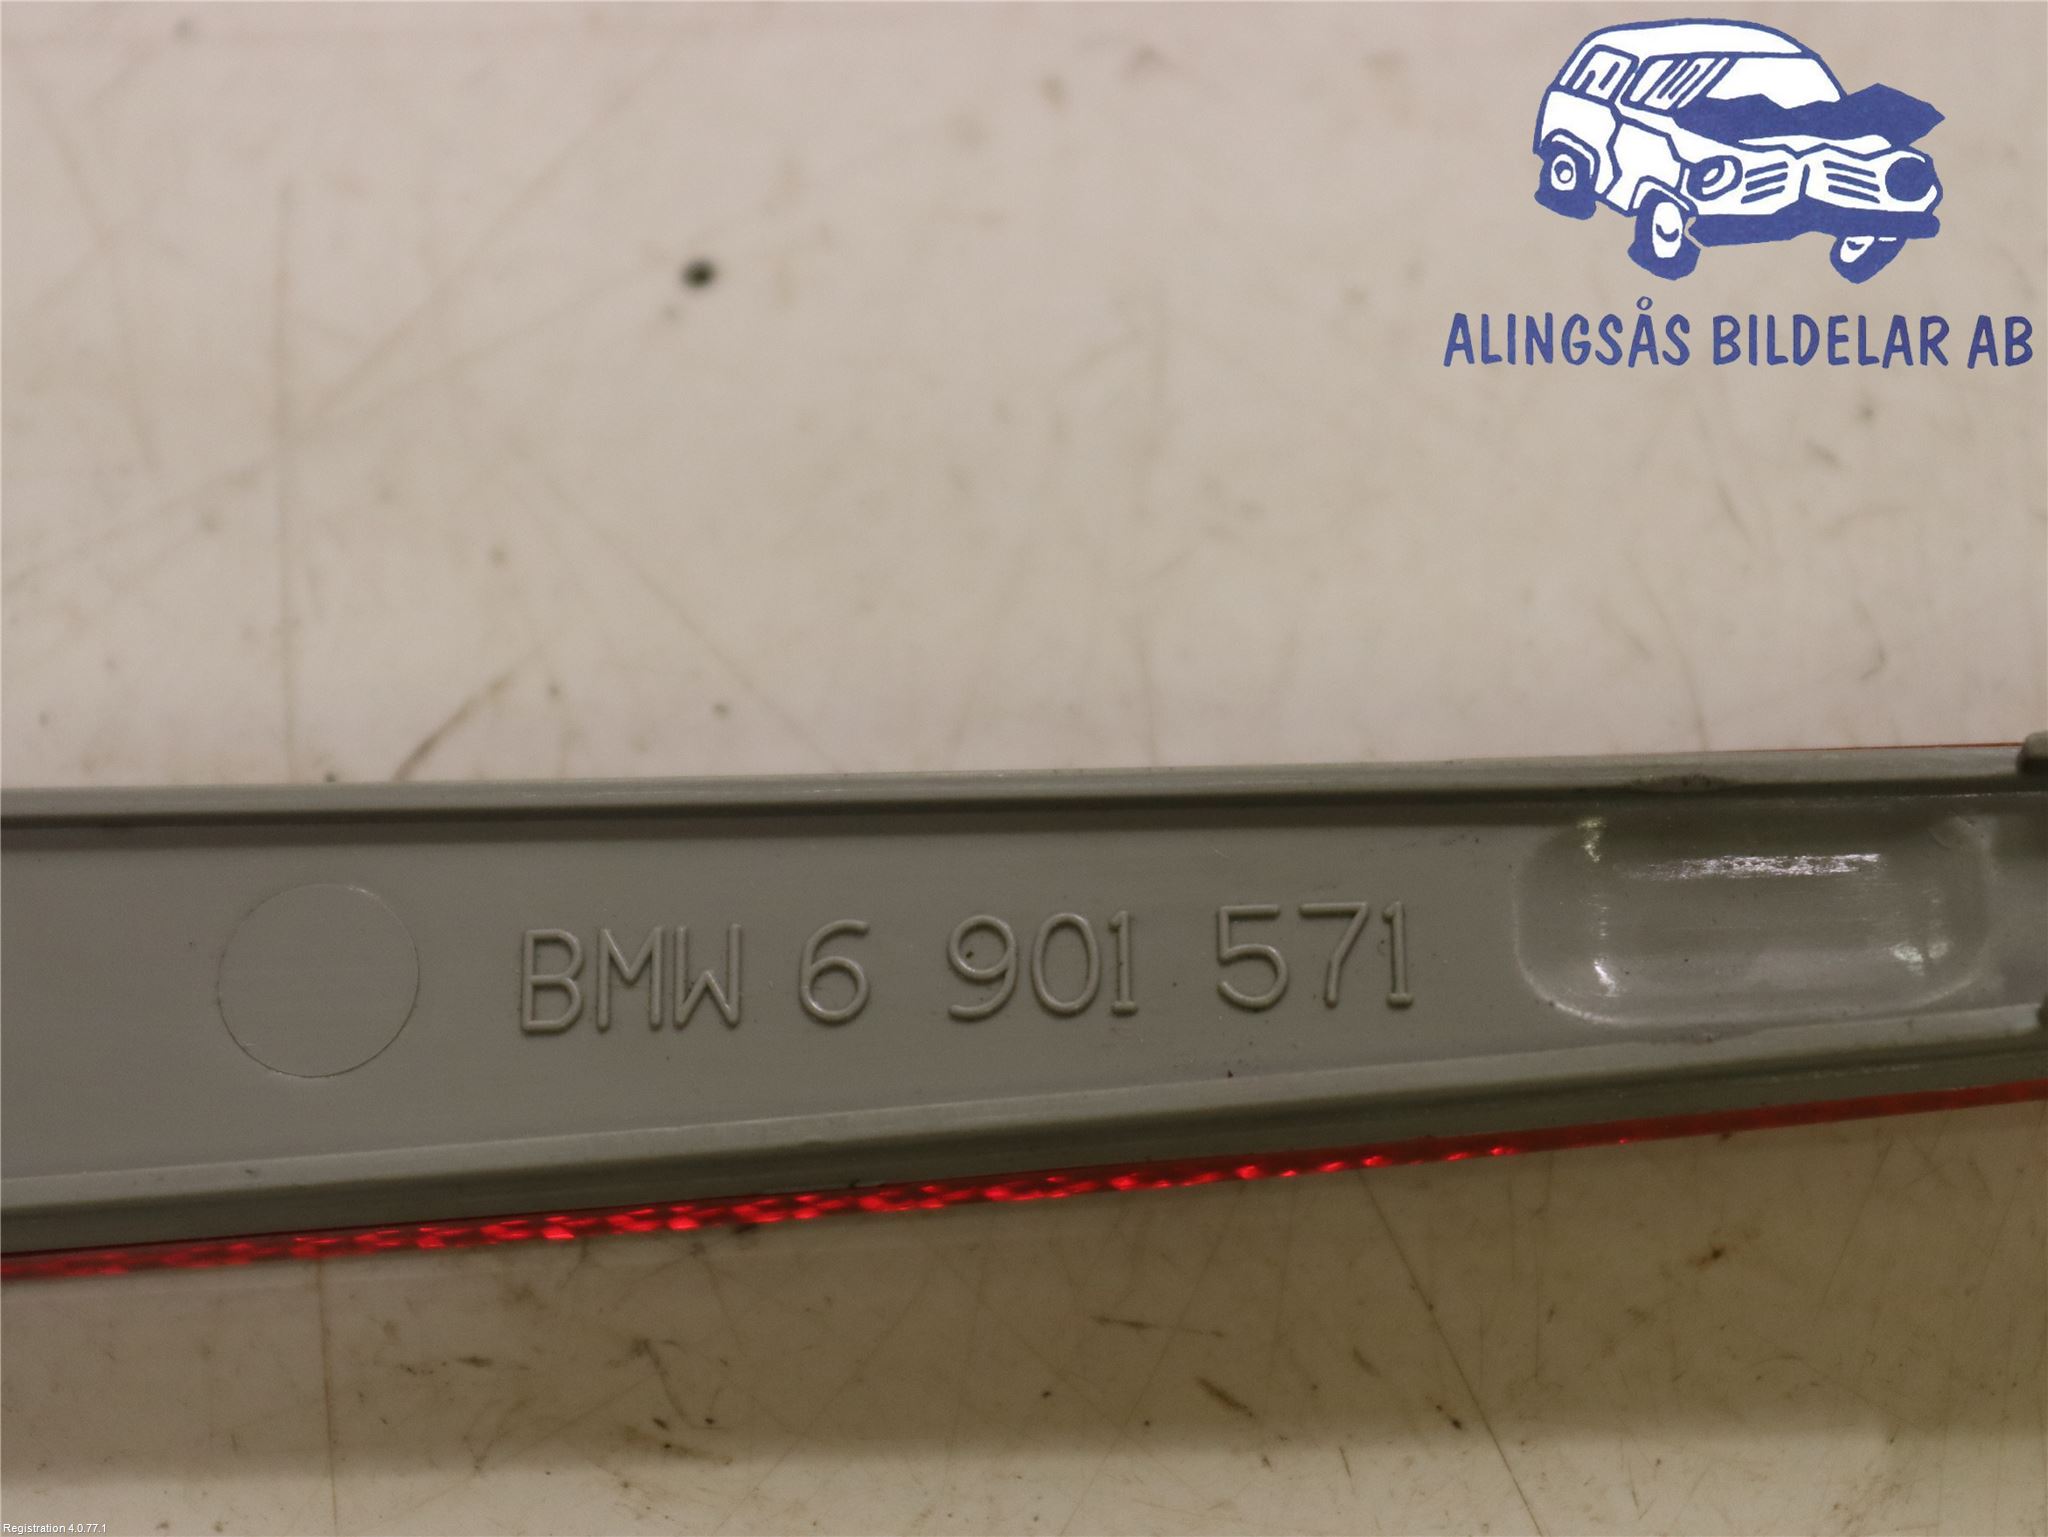 ALINGSÅS BILDELAR AB
BMW 6 901 571
Registration 4.0.77.1